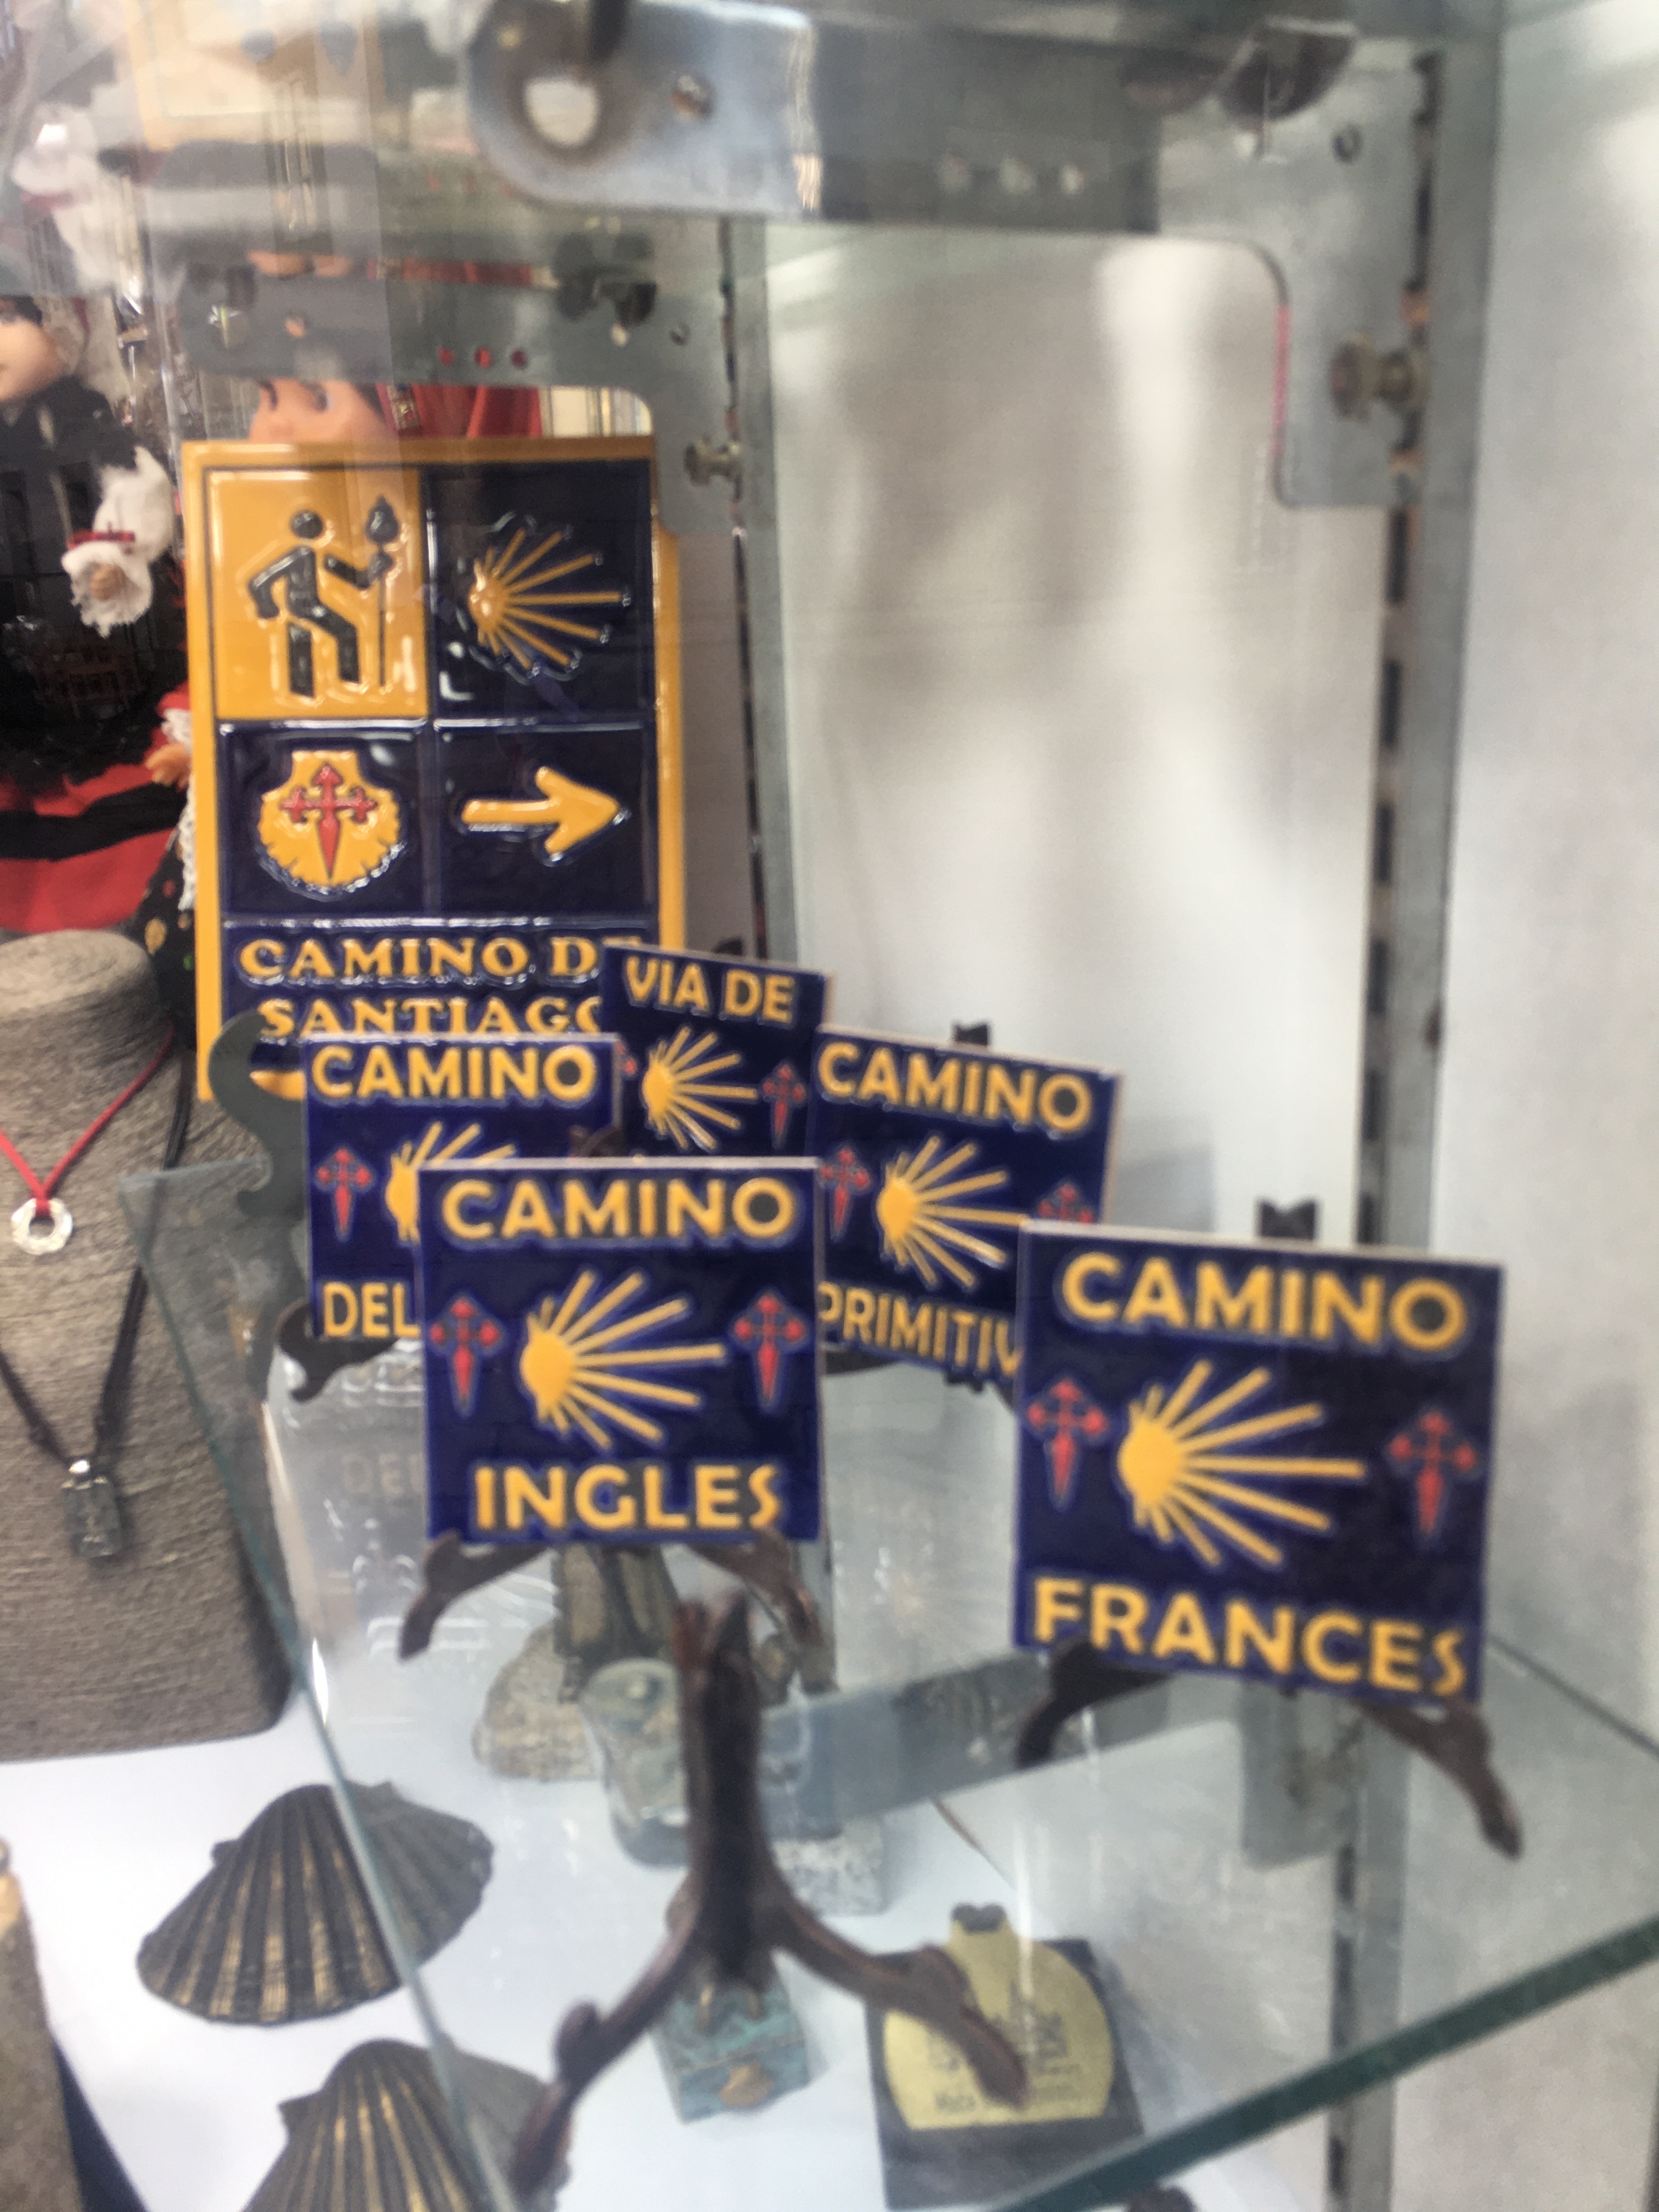 CAMINO DE
SANTIAGO
VIA DE
CAMINO
DEL
CAMINO
PRIMITIV
CAMINO
INGLES
CAMINO
FRANCES